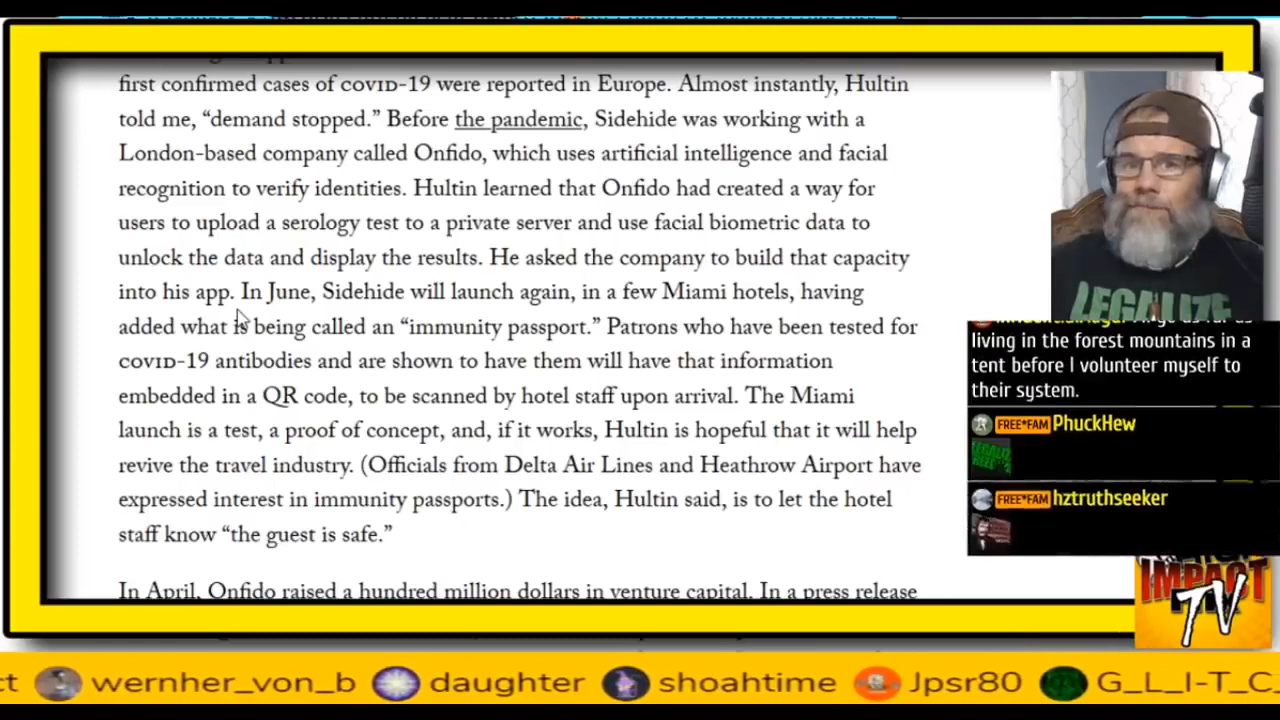 first confirmed cases of COVID-19 were reported in Europe. Almost instantly, Hultin
told me, “demand stopped.” Before the pandemic, Sidehide was working with a
London-based company called Onfido, which uses artificial intelligence and facial
recognition to verify identities. Hultin learned that Onfido had created a way for
users to upload a serology test to a private server and use facial biometric data to
unlock the data and display the results. He asked the company to build that capacity
into his app. In June, Sidehide will launch again, in a few Miami hotels, having
added what is being called an “immunity passport.” Patrons who have been tested for
COVID-19 antibodies and are shown to have them will have that information
embedded in a QR code, to be scanned by hotel staff upon arrival. The Miami
launch is a test, a proof of concept, and, if it works, Hultin is hopeful that it will help
revive the travel industry. (Officials from Delta Air Lines and Heathrow Airport have
expressed interest in immunity passports.) The idea, Hultin said, is to let the hotel
staff know “the guest is safe.”
In April, Onfido raised a hundred million dollars in venture capital. In a press release
LEGALIZE
living in the forest mountains in a
tent before I volunteer myself to
their system.
FREE*FAM PhuckHew
FREE*FAM hztruthseeker
IMPACT
TV
ct wernher_von_b daughter shoahtime Jpsr80 G_L_I-T_C_